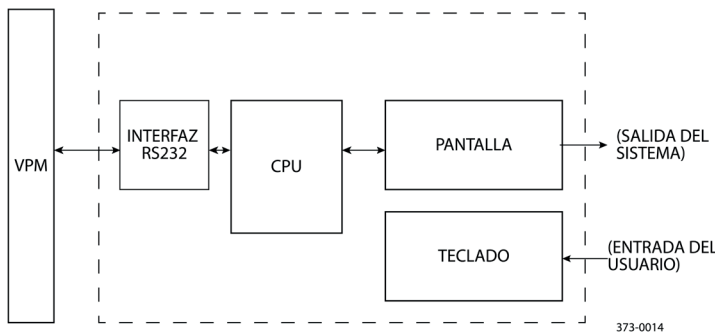 VPM
INTERFAZ
RS232
CPU
PANTALLA
(SALIDA DEL
SISTEMA)
TECLADO
(ENTRADA DEL
USUARIO)
373-0014